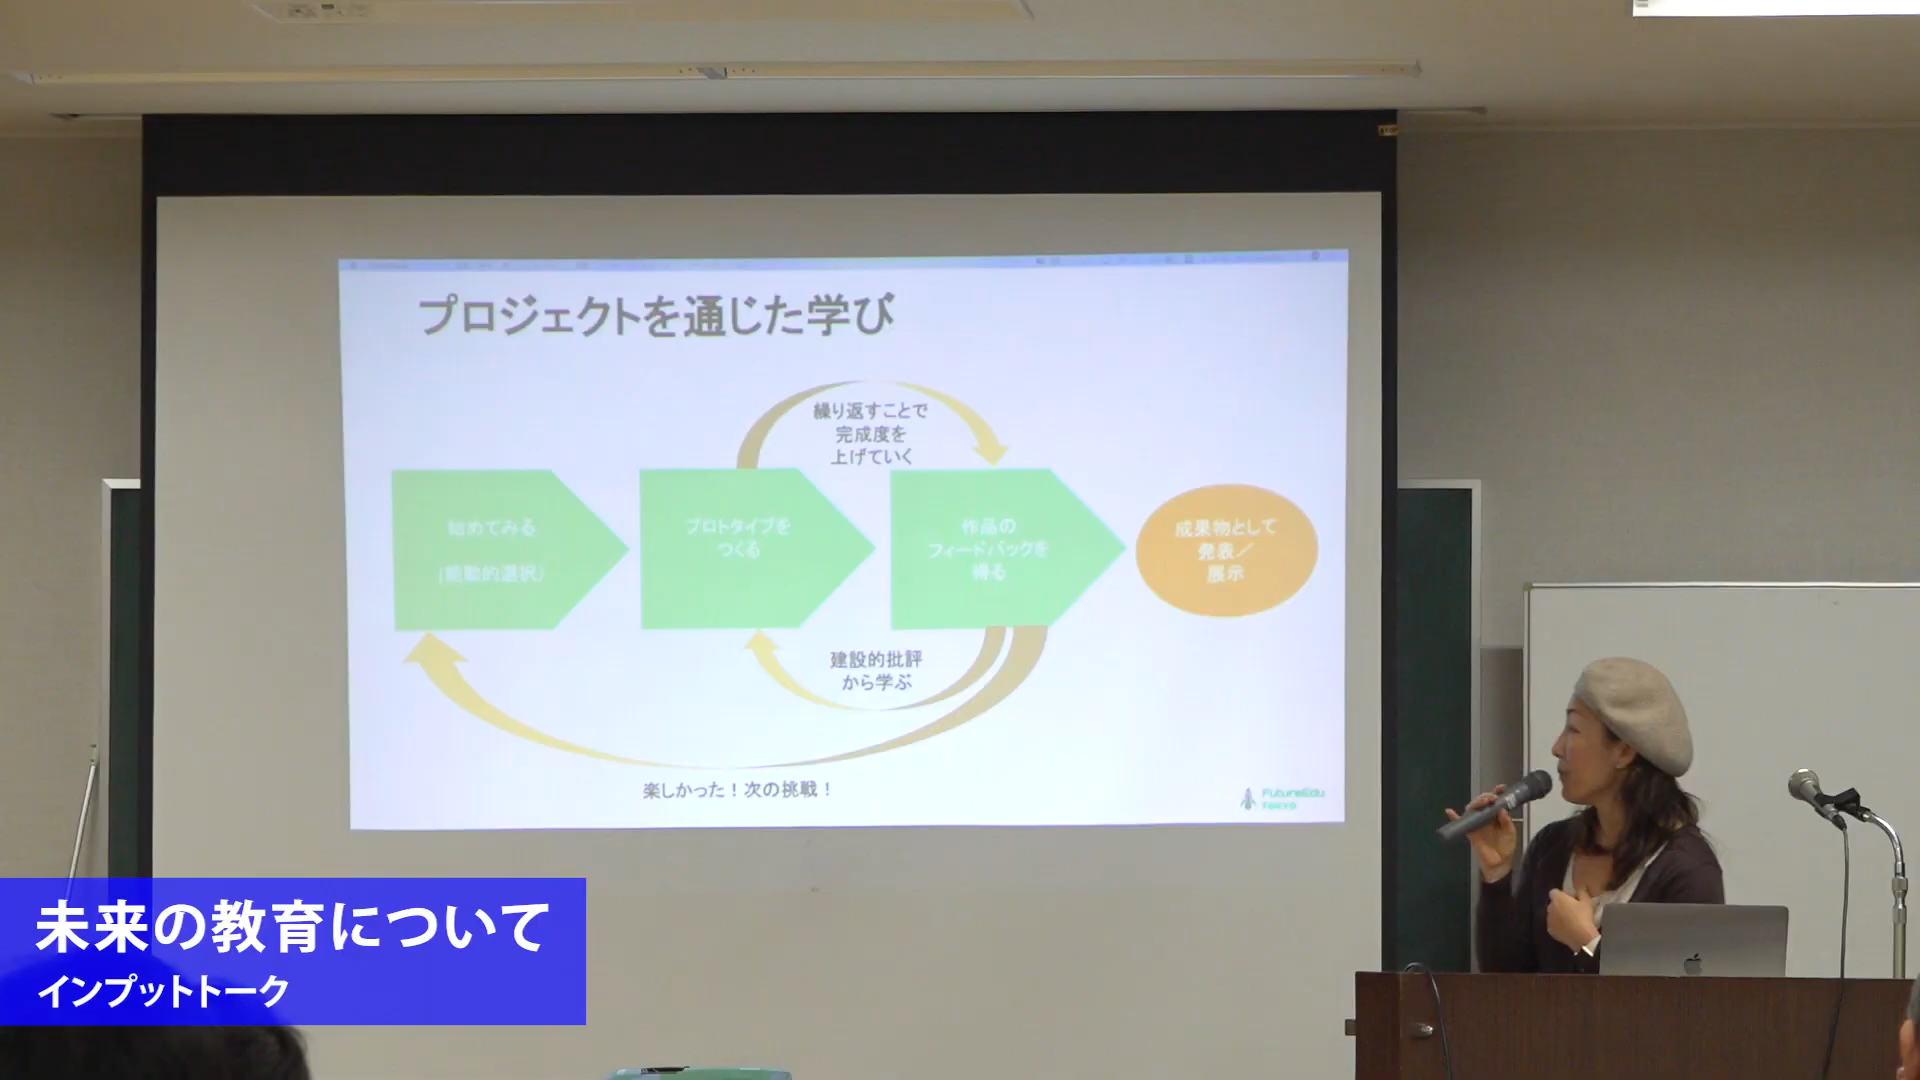 プロジェクトを通じた学び
繰り返すことで
完成度を
上げていく
始めてみる
(能動的選択)
プロトタイプを
つくる
作品の
フィードバックを
得る
成果物として
発表／
展示
建設的批評
から学ぶ
楽しかった！次の挑戦！
FutureEdu
TOKYO
未来の教育について
インプットトーク